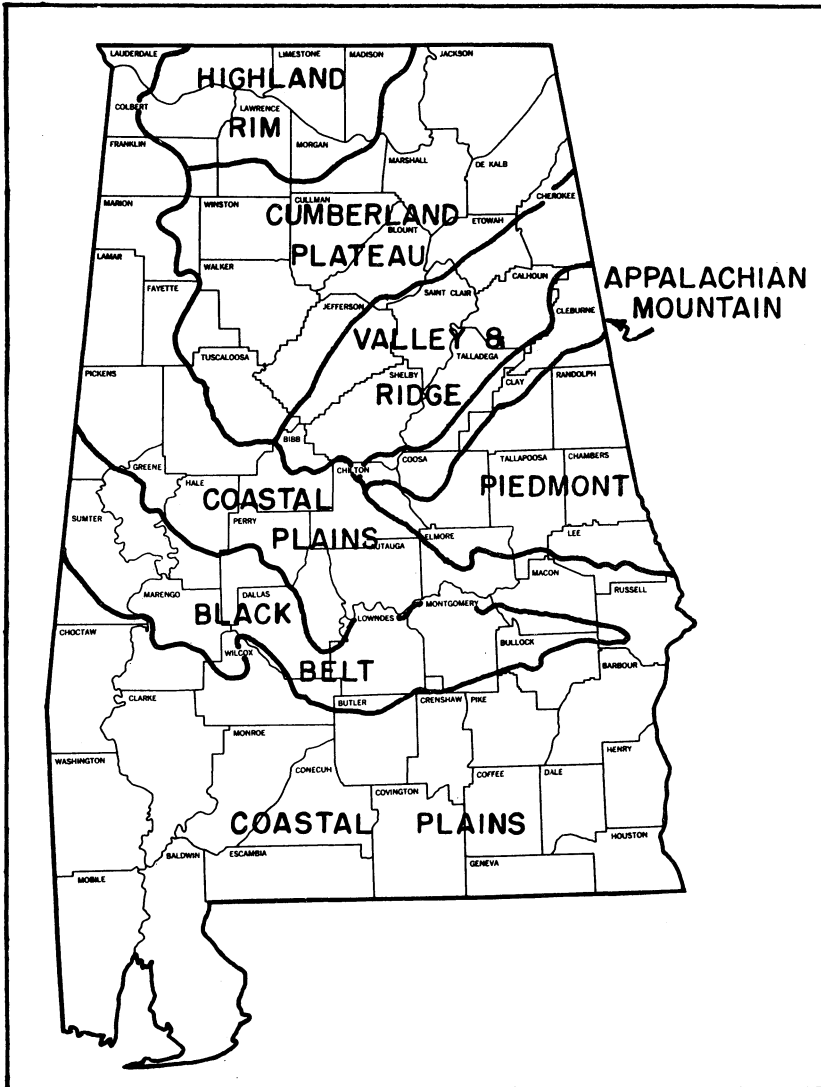 LAUDERDALE
LIMESTONE
MADISON
JACKSON
HIGHLAND
COLBERT
LAWRENCE
RIM
FRANKLIN
MORGAN
MARSHALL
DE KALB
MARION
WINSTON
CULLMAN
CHEROKEE
CUMBERLAND
BLOUNT
ETOWAH
PLATEAU
LAMAR
WALKER
CALHOUN
APPALACHIAN
MOUNTAIN
FAYETTE
SAINT CLAIR
JEFFERSON
CLEBURNE
VALLEY &
TUSCALOOSA
TALLADEGA
PICKENS
SHELBY
CLAY
RANDOLPH
RIDGE
BIBB
GREENE
CHILTON
COOSA
TALLAPOOSA
CHAMBERS
HALE
PIEDMONT
COASTAL
SUMTER
PERRY
PLAINS
ELMORE
LEE
AUTAUGA
MACON
MARENGO
DALLAS
RUSSELL
BLACK
LOWNDES
MONTGOMERY
CHOCTAW
WILCOX
BULLOCK
BELT
BARBOUR
CLARKE
BUTLER
CRENSHAW
PIKE
MONROE
HENRY
WASHINGTON
CONECUH
COFFEE
DALE
COVINGTON
COASTAL PLAINS
HOUSTON
BALDWIN
ESCAMBIA
GENEVA
MOBILE